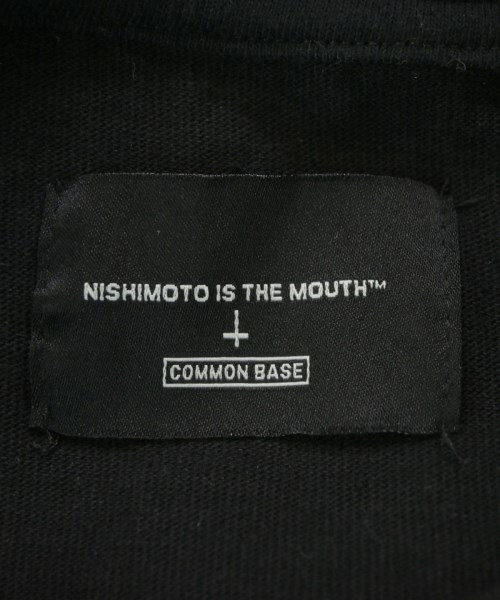 NISHIMOTO IS THE MOUTH™
COMMON BASE